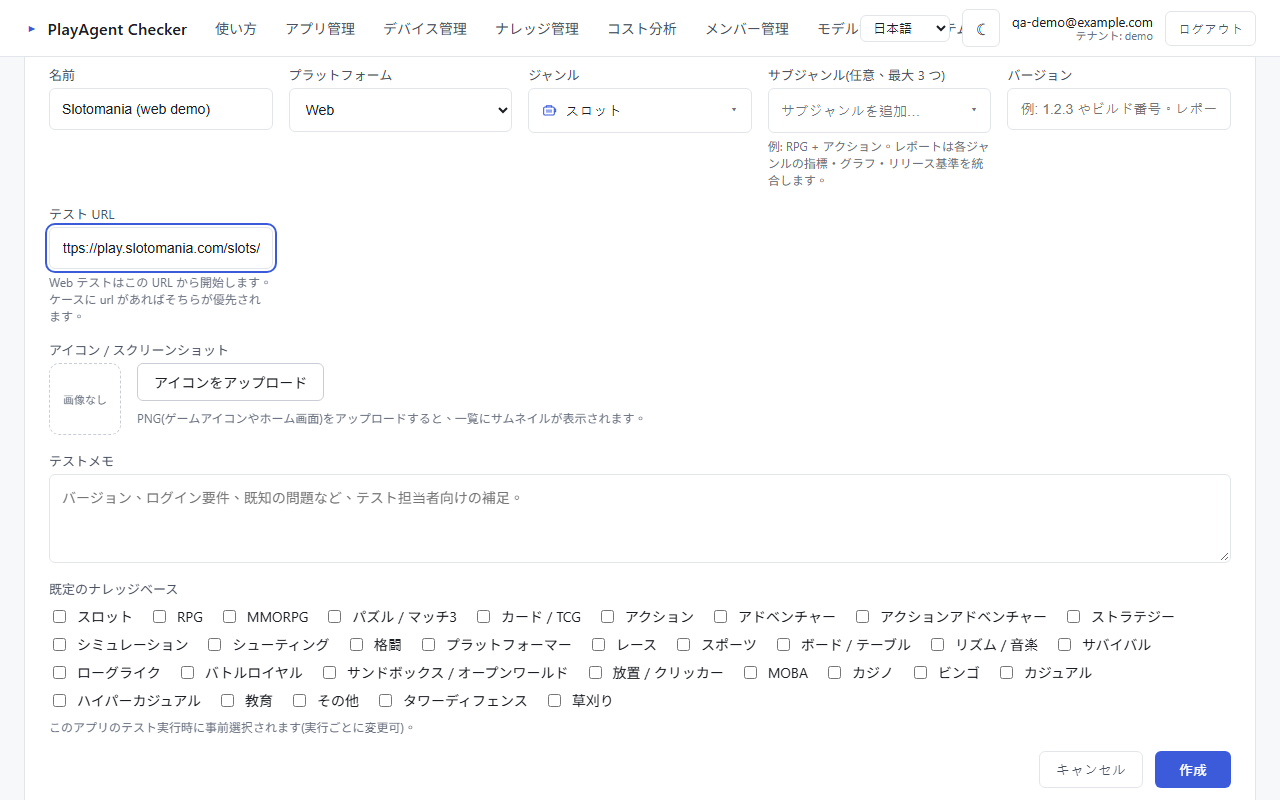 PlayAgent Checker 使い方 アプリ管理 デバイス管理 ナレッジ管理 コスト分析 メンバー管理 モデル 日本語 ☾ qa-demo@example.com ログアウト
テナント: demo
名前 プラットフォーム ジャンル サブジャンル(任意、最大 3 つ) バージョン
Slotomania (web demo) Web スロット サブジャンルを追加... 例: 1.2.3 やビルド番号。レポー
例: RPG + アクション。レポートは各ジャ
ンルの指標・グラフ・リリース基準を統
合します。
テスト URL
ttps://play.slotomania.com/slots/
Web テストはこの URL から開始します。
ケースに url があればそちらが優先され
ます。
アイコン / スクリーンショット
画像なし アイコンをアップロード
PNG(ゲームアイコンやホーム画面)をアップロードすると、一覧にサムネイルが表示されます。
テストメモ
バージョン、ログイン要件、既知の問題など、テスト担当者向けの補足。
既定のナレッジベース
スロット RPG MMORPG パズル / マッチ3 カード / TCG アクション アドベンチャー アクションアドベンチャー ストラテジー
シミュレーション シューティング 格闘 プラットフォーマー レース スポーツ ボード / テーブル リズム / 音楽 サバイバル
ローグライク バトルロイヤル サンドボックス / オープンワールド 放置 / クリッカー MOBA カジノ ビンゴ カジュアル
ハイパーカジュアル 教育 その他 タワーディフェンス 草刈り
このアプリのテスト実行時に事前選択されます(実行ごとに変更可)。
キャンセル 作成